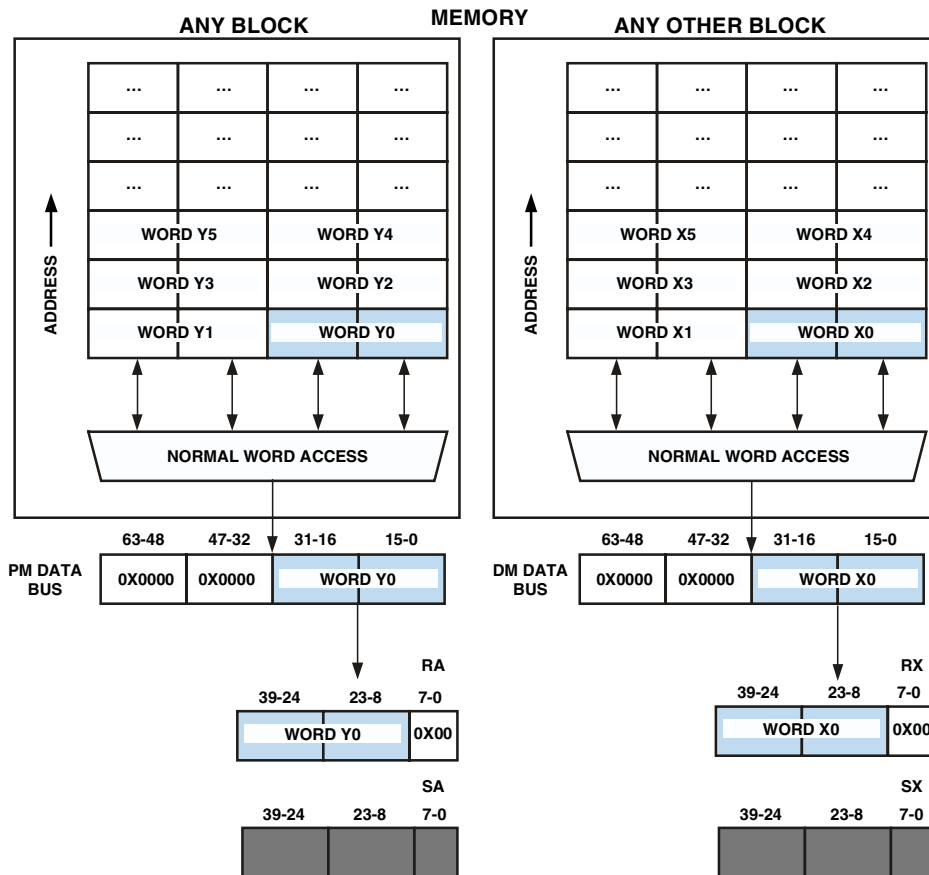 MEMORY
ANY BLOCK
ANY OTHER BLOCK
... ... ... ...
... ... ... ...
... ... ... ...
WORD Y5 WORD Y4
WORD Y3 WORD Y2
WORD Y1 WORD Y0
ADDRESS
NORMAL WORD ACCESS
... ... ... ...
... ... ... ...
... ... ... ...
WORD X5 WORD X4
WORD X3 WORD X2
WORD X1 WORD X0
ADDRESS
NORMAL WORD ACCESS
63-48 47-32 31-16 15-0
PM DATA
BUS
0X0000 0X0000 WORD Y0
63-48 47-32 31-16 15-0
DM DATA
BUS
0X0000 0X0000 WORD X0
RA
39-24 23-8 7-0
WORD Y0 0X00
RX
39-24 23-8 7-0
WORD X0 0X00
SA
39-24 23-8 7-0
SX
39-24 23-8 7-0